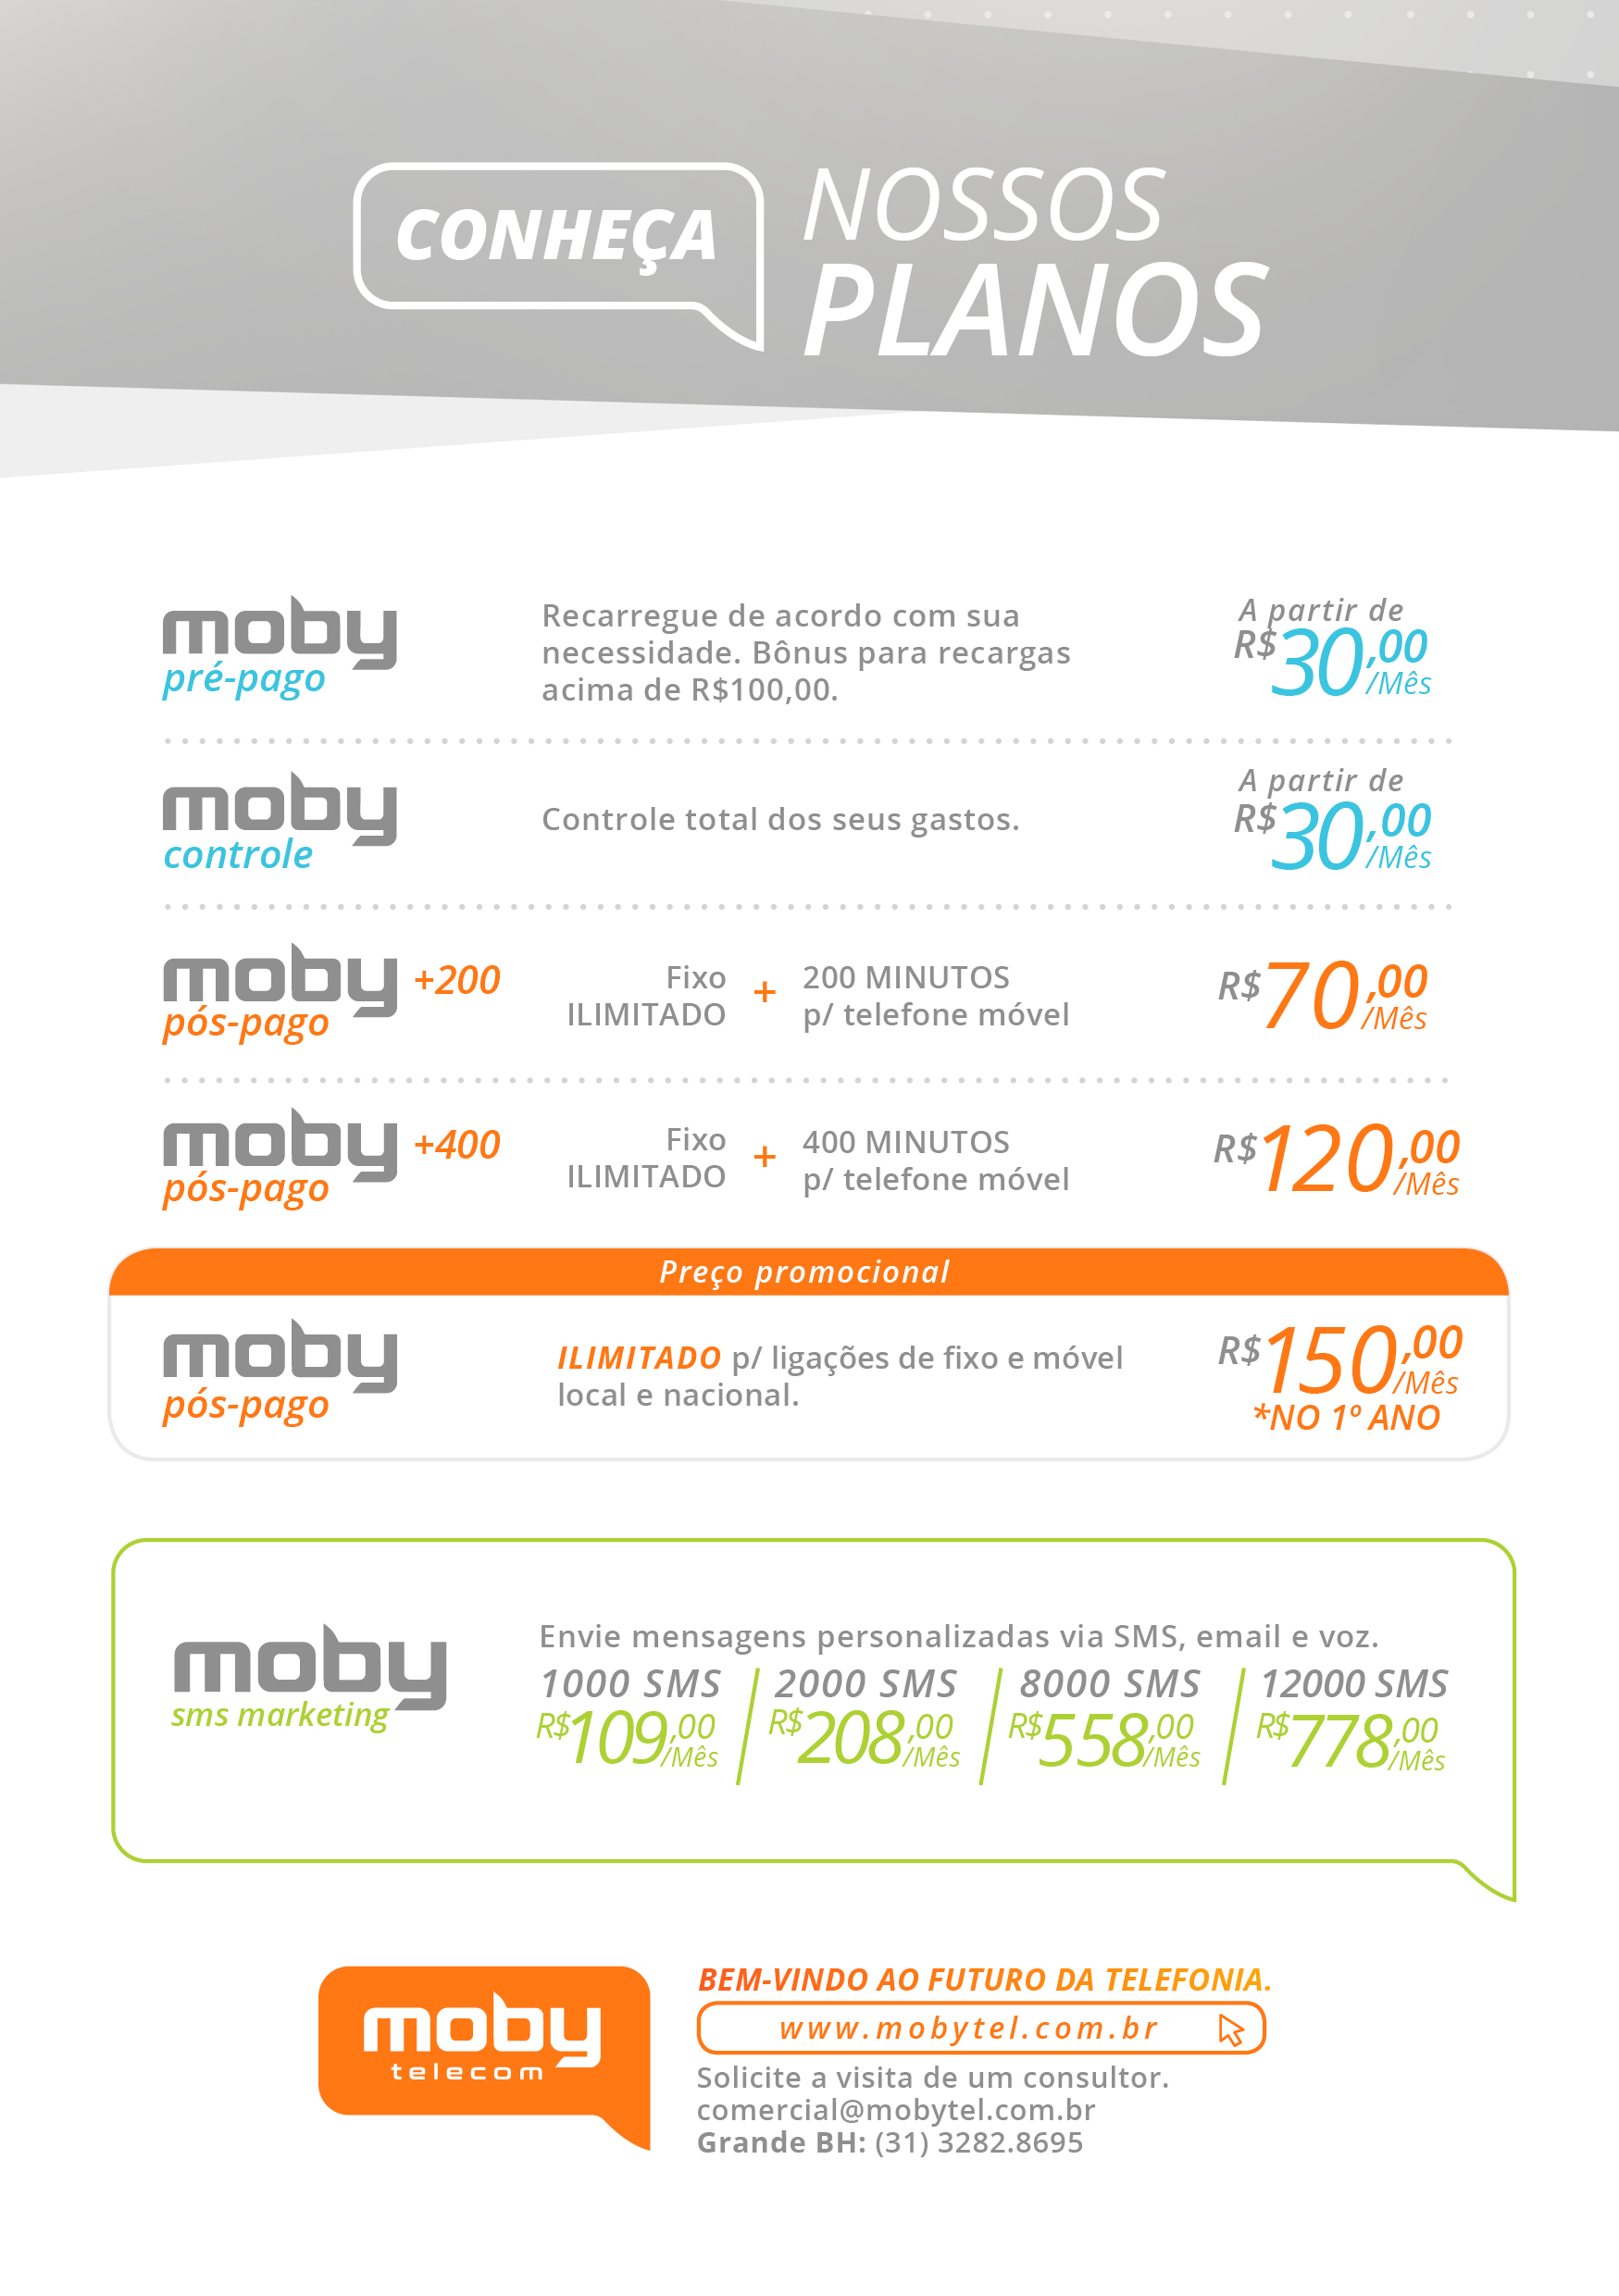 CONHEÇA
NOSSOS
PLANOS
moby
pré-pago
Recarregue de acordo com sua
necessidade. Bônus para recargas
acima de R$100,00.
A partir de
R$30,00
/Mês
moby
controle
Controle total dos seus gastos.
A partir de
R$30,00
/Mês
moby +200
pós-pago
Fixo
ILIMITADO
+
200 MINUTOS
p/ telefone móvel
R$70,00
/Mês
moby +400
pós-pago
Fixo
ILIMITADO
+
400 MINUTOS
p/ telefone móvel
R$120,00
/Mês
Preço promocional
moby
pós-pago
ILIMITADO p/ ligações de fixo e móvel
local e nacional.
R$150,00
/Mês
*NO 1º ANO
moby
sms marketing
Envie mensagens personalizadas via SMS, email e voz.
1000 SMS
R$109,00
/Mês
2000 SMS
R$208,00
/Mês
8000 SMS
R$558,00
/Mês
12000 SMS
R$778,00
/Mês
moby
telecom
BEM-VINDO AO FUTURO DA TELEFONIA.
www.mobytel.com.br
Solicite a visita de um consultor.
comercial@mobytel.com.br
Grande BH: (31) 3282.8695